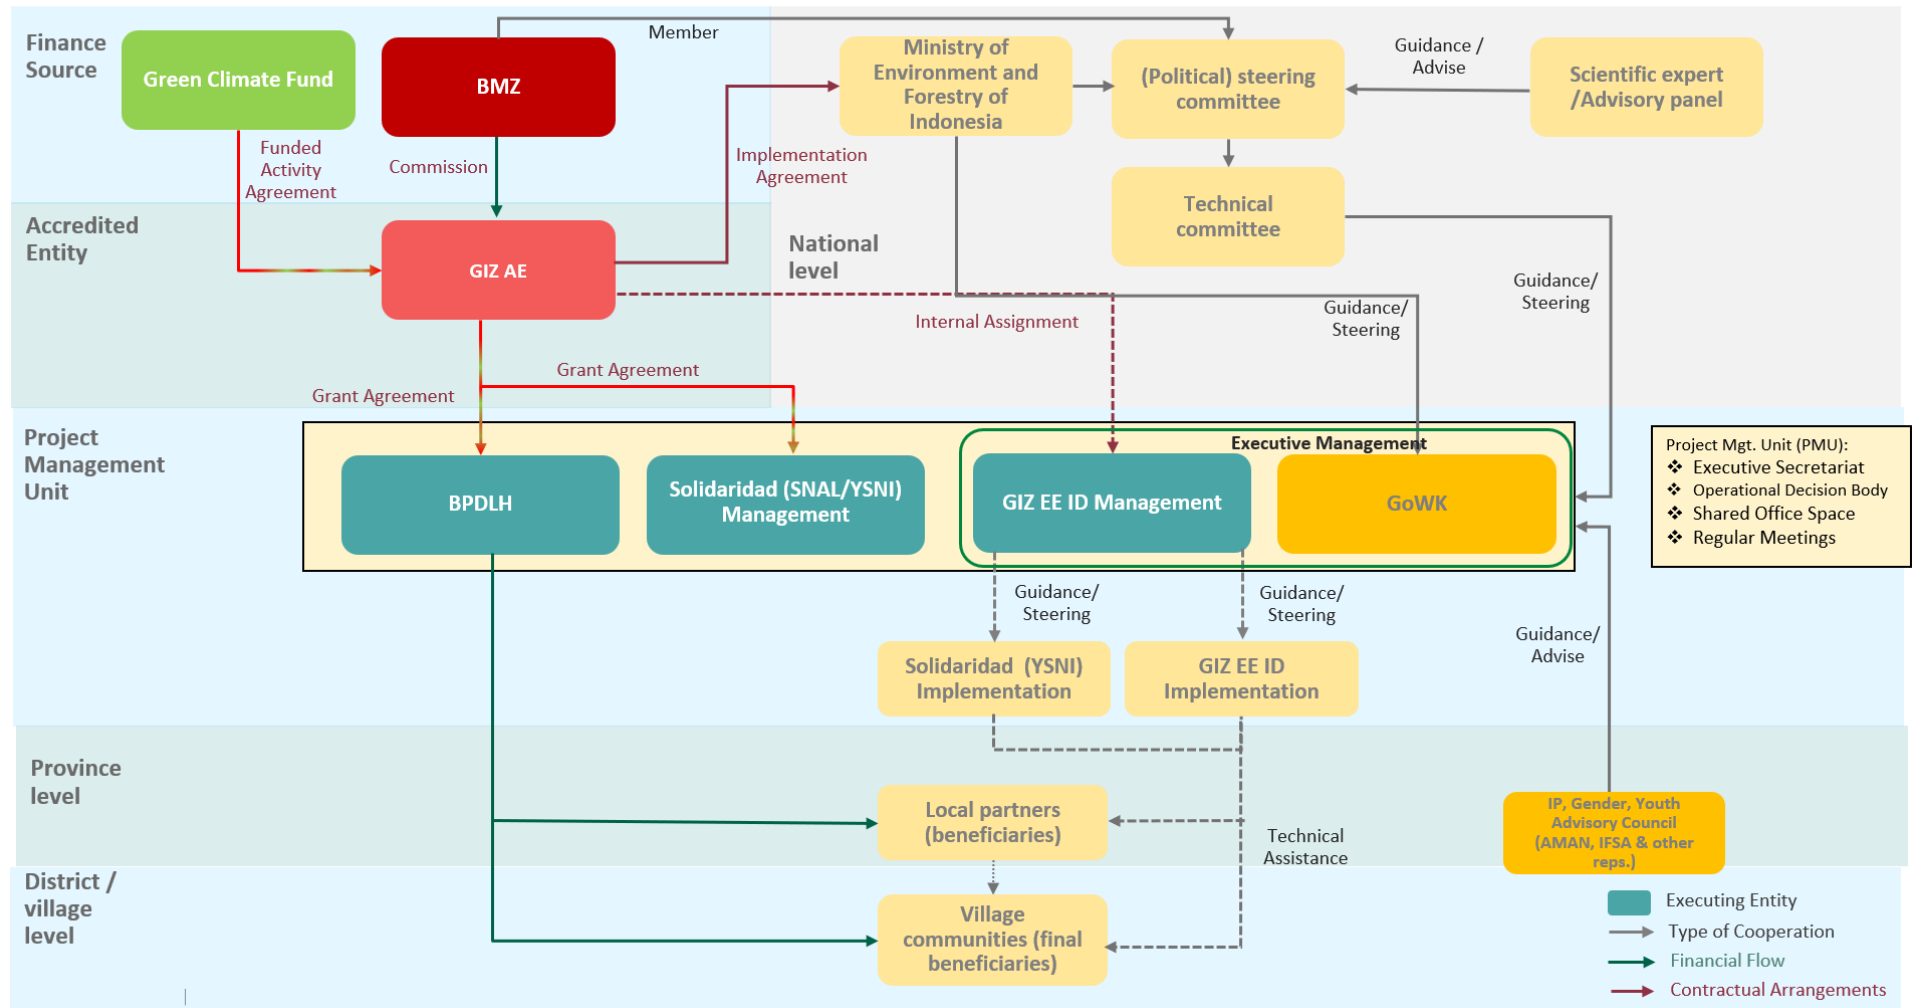 Finance
Source
Green Climate Fund
BMZ
Member
Ministry of
Environment and
Forestry of
Indonesia
(Political) steering
committee
Guidance /
Advise
Scientific expert
/Advisory panel
Funded
Activity
Agreement
Commission
Implementation
Agreement
Technical
committee
Accredited
Entity
GIZ AE
National
level
Internal Assignment
Guidance/
Steering
Guidance/
Steering
Grant Agreement
Grant Agreement
Project
Management
Unit
Executive Management
BPDLH
Solidaridad (SNAL/YSNI)
Management
GIZ EE ID Management
GoWK
Project Mgt. Unit (PMU):
❖ Executive Secretariat
❖ Operational Decision Body
❖ Shared Office Space
❖ Regular Meetings
Guidance/
Steering
Guidance/
Steering
Guidance/
Advise
Solidaridad (YSNI)
Implementation
GIZ EE ID
Implementation
Province
level
Local partners
(beneficiaries)
Technical
Assistance
IP, Gender, Youth
Advisory Council
(AMAN, IFSA & other
reps.)
District /
village
level
Village
communities (final
beneficiaries)
Executing Entity
Type of Cooperation
Financial Flow
Contractual Arrangements